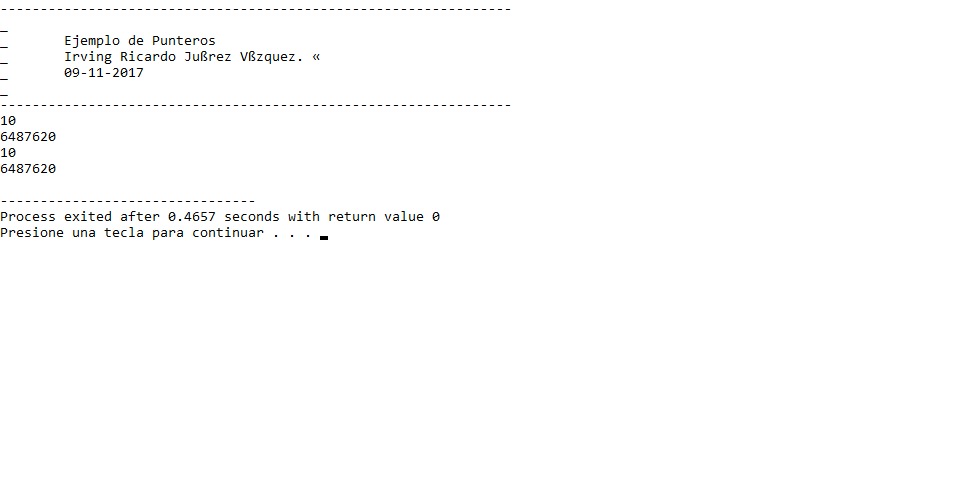 ----------------------------------------------------------------
_
_       Ejemplo de Punteros
_       Irving Ricardo Jußrez Vßzquez. «
_       09-11-2017
_
----------------------------------------------------------------
10
6487620
10
6487620
--------------------------------
Process exited after 0.4657 seconds with return value 0
Presione una tecla para continuar . . .